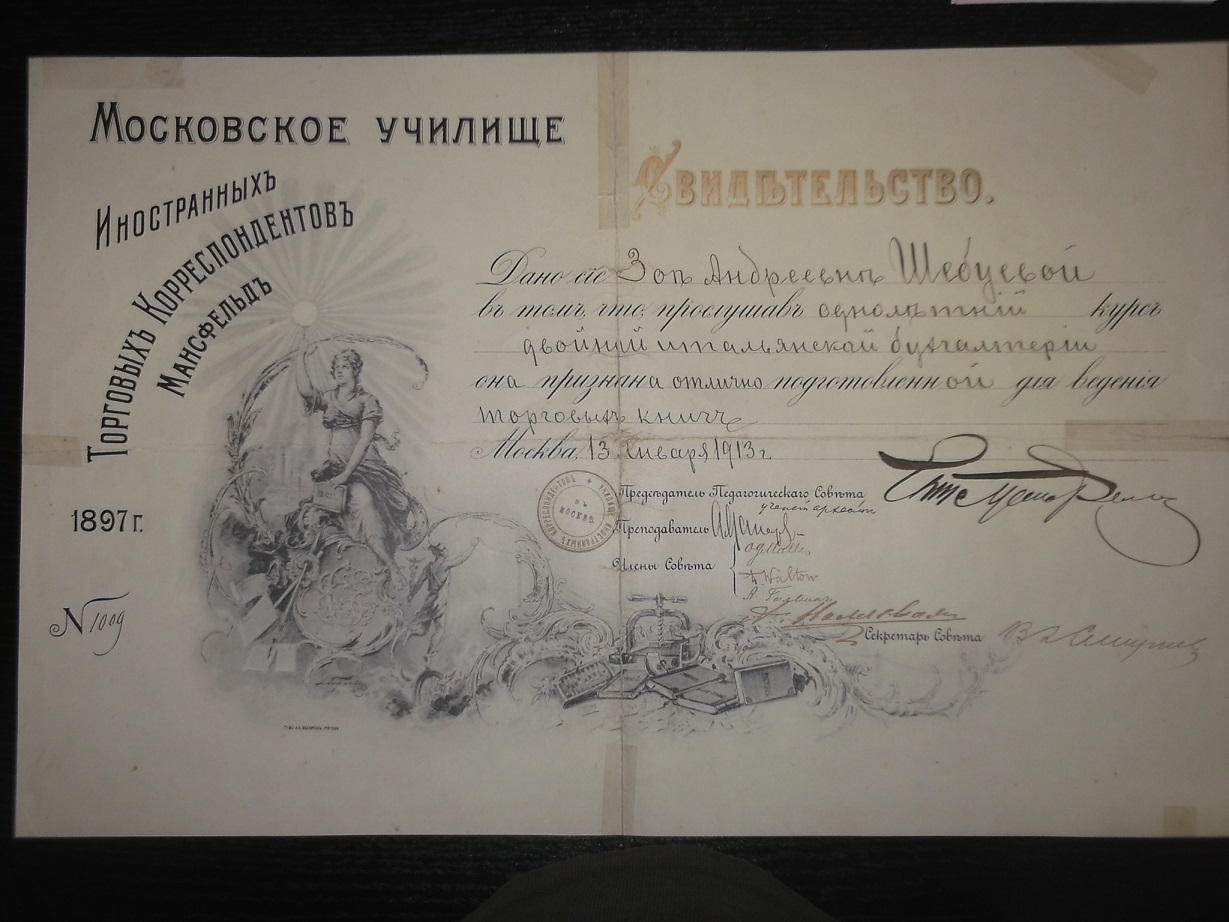 Московское училище
Иностранныхъ
Торговыхъ Корреспондентовъ
Мансфельдъ
1897 г.
№ 1009
Свидѣтельство.
Дано сіе Зоѣ Андреевнѣ Шебуевой
въ томъ, что, прослушавъ однолѣтній курсъ
двойной итальянской бухгалтеріи
она признана отлично подготовленной для веденія
торговыхъ книгъ
Москва, 13 Января 1913 г.
Предсѣдатель Педагогическаго Совѣта
Преподаватель
Члены Совѣта
A. Walton
Секретарь Совѣта